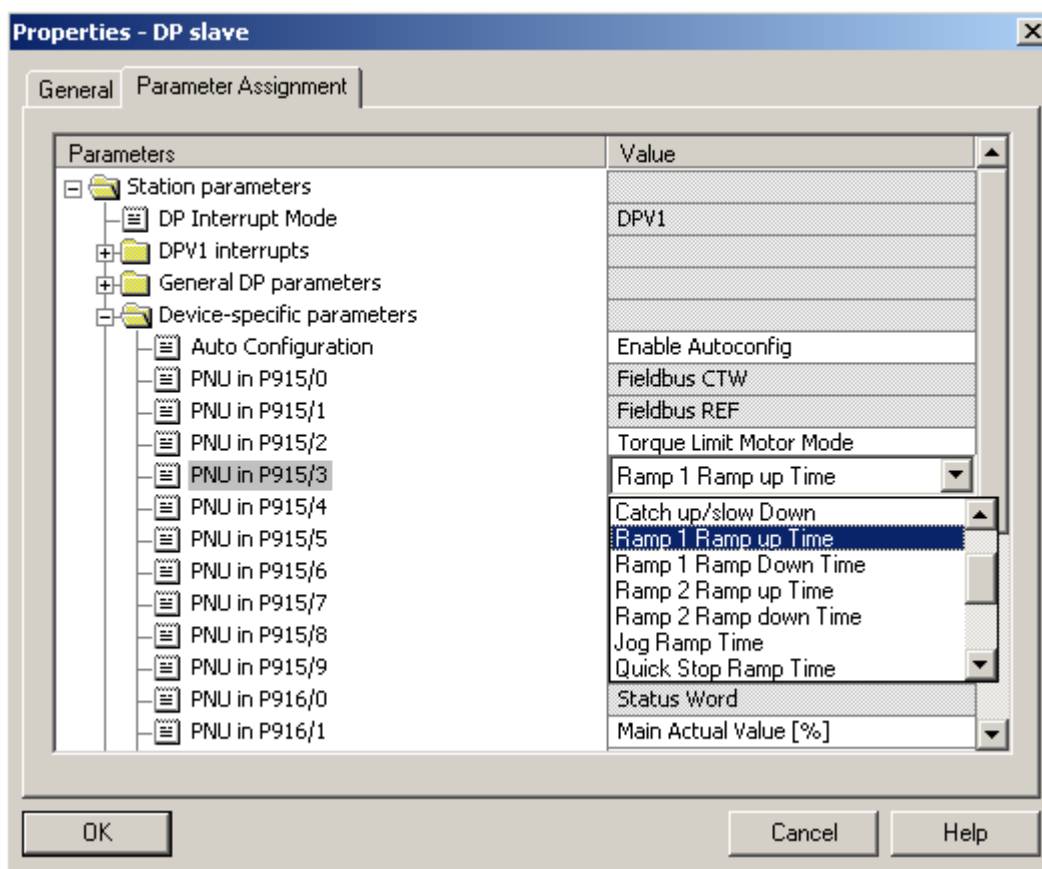 Properties - DP slave
General Parameter Assignment
Parameters Value
Station parameters
DP Interrupt Mode DPV1
DPV1 interrupts
General DP parameters
Device-specific parameters
Auto Configuration Enable Autoconfig
PNU in P915/0 Fieldbus CTW
PNU in P915/1 Fieldbus REF
PNU in P915/2 Torque Limit Motor Mode
PNU in P915/3 Ramp 1 Ramp up Time
PNU in P915/4 Catch up/slow Down
PNU in P915/5 Ramp 1 Ramp up Time
Ramp 1 Ramp Down Time
PNU in P915/6 Ramp 2 Ramp up Time
PNU in P915/7 Ramp 2 Ramp down Time
PNU in P915/8 Jog Ramp Time
PNU in P915/9 Quick Stop Ramp Time
PNU in P916/0 Status Word
PNU in P916/1 Main Actual Value [%]
OK Cancel Help